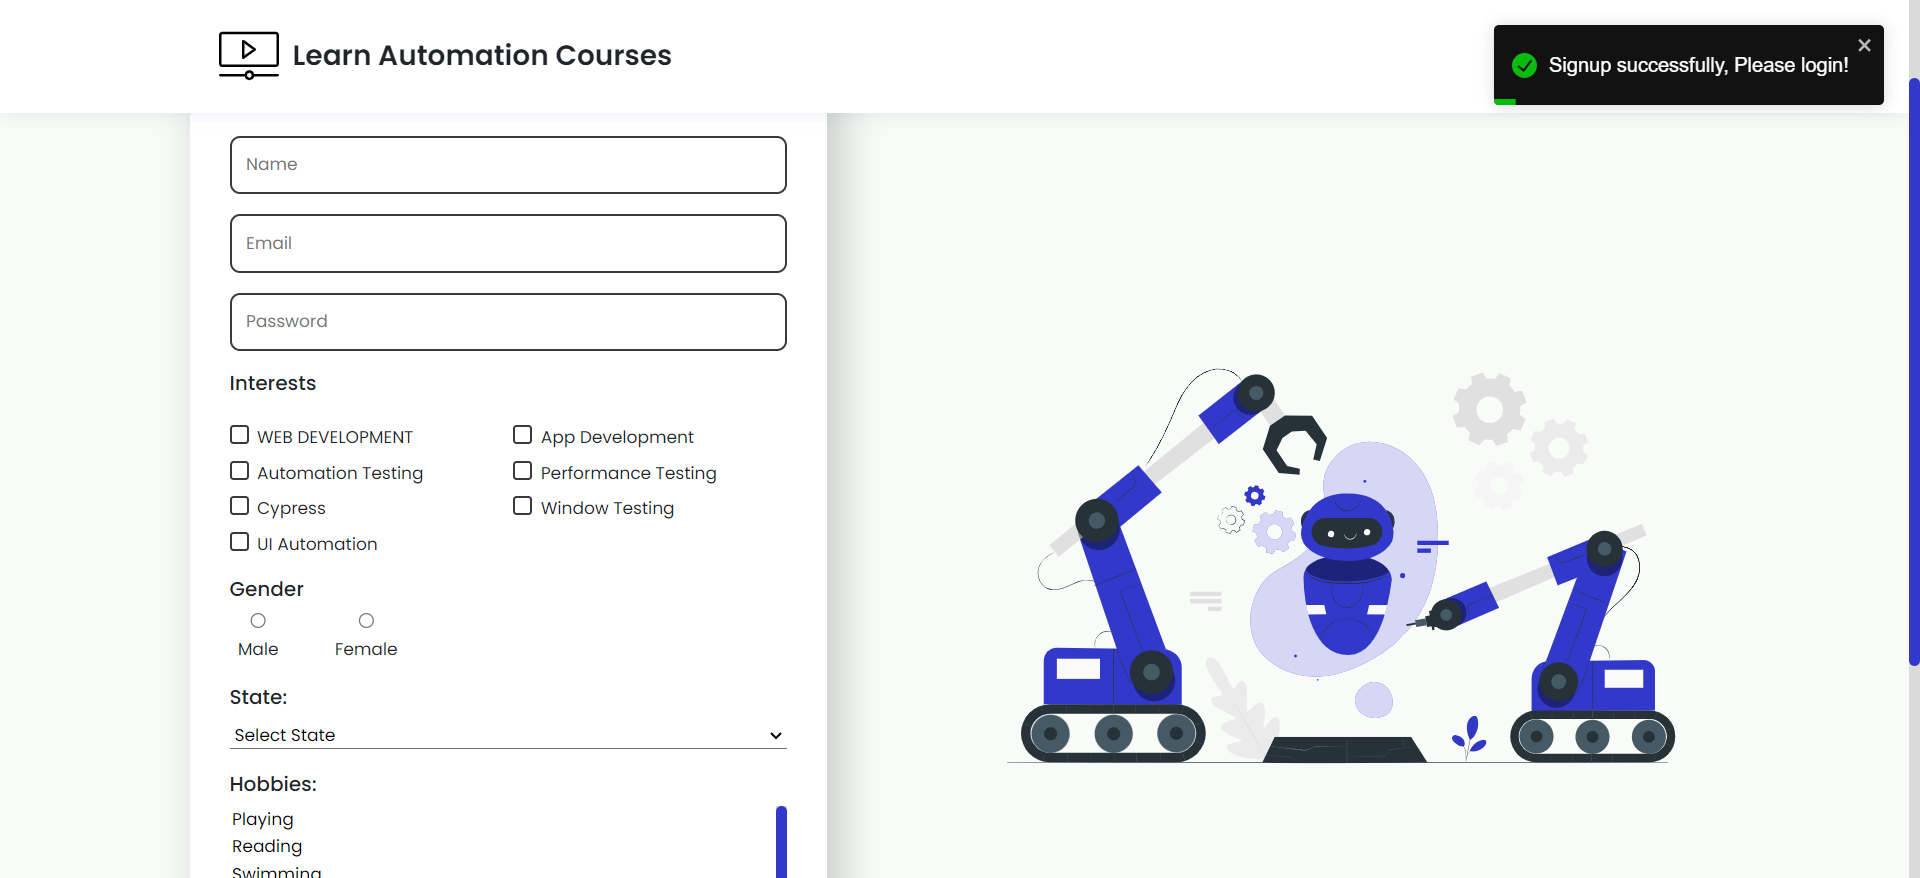 Learn Automation Courses
Signup successfully, Please login!
Name
Email
Password
Interests
WEB DEVELOPMENT App Development
Automation Testing Performance Testing
Cypress Window Testing
UI Automation
Gender
Male Female
State:
Select State
Hobbies:
Playing
Reading
Swimming